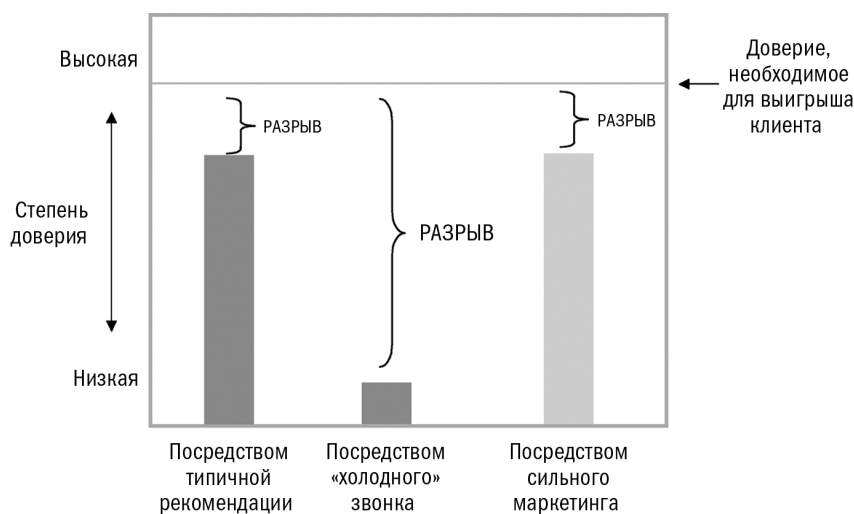 Высокая
Доверие,
необходимое
для выигрыша
клиента
РАЗРЫВ
РАЗРЫВ
Степень
доверия
РАЗРЫВ
Низкая
Посредством
типичной
рекомендации
Посредством
«холодного»
звонка
Посредством
сильного
маркетинга